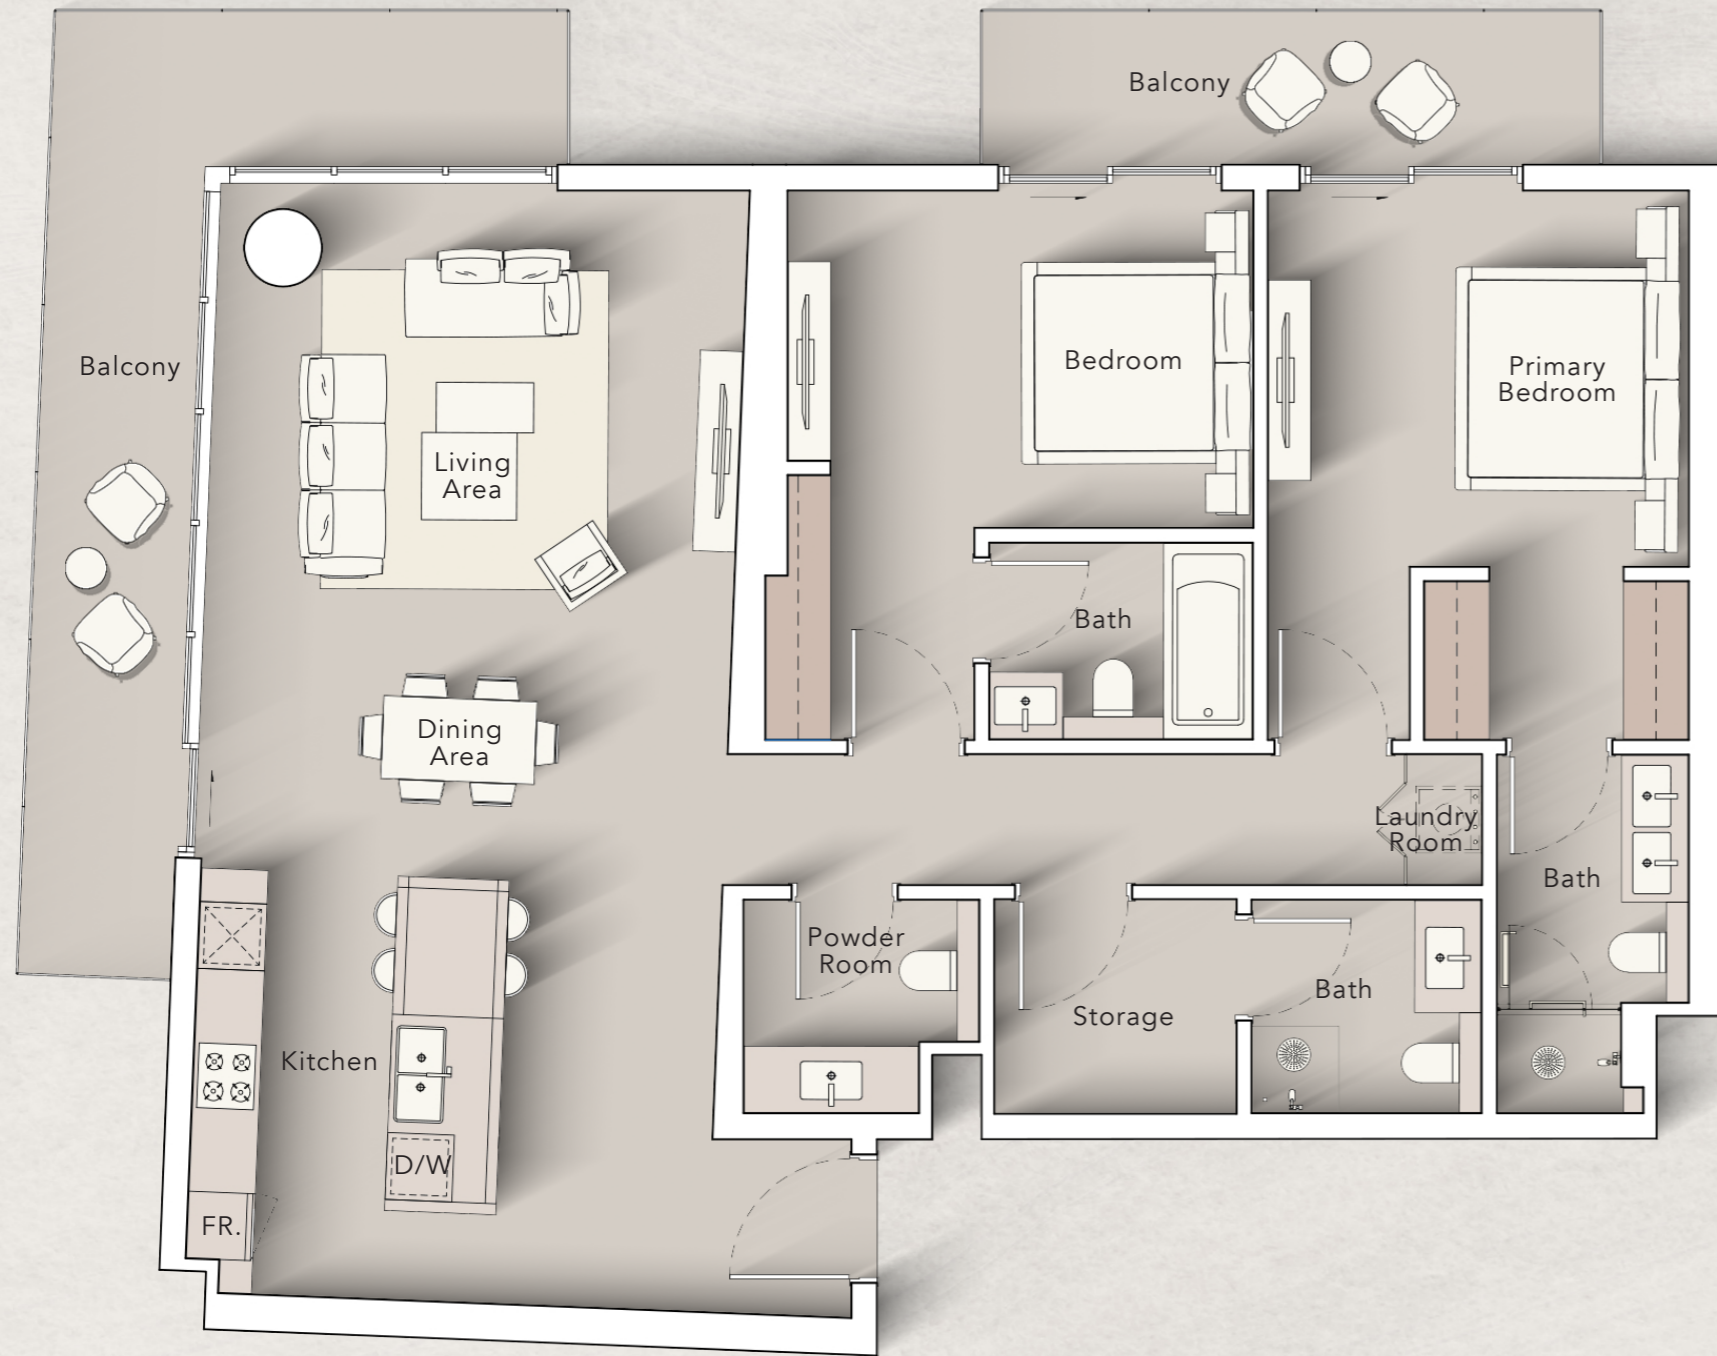 Balcony
Balcony
Bedroom
Primary
Bedroom
Living
Area
Bath
Dining
Area
Laundry
Room
Bath
Powder
Room
Bath
Storage
Kitchen
D/W
FR.